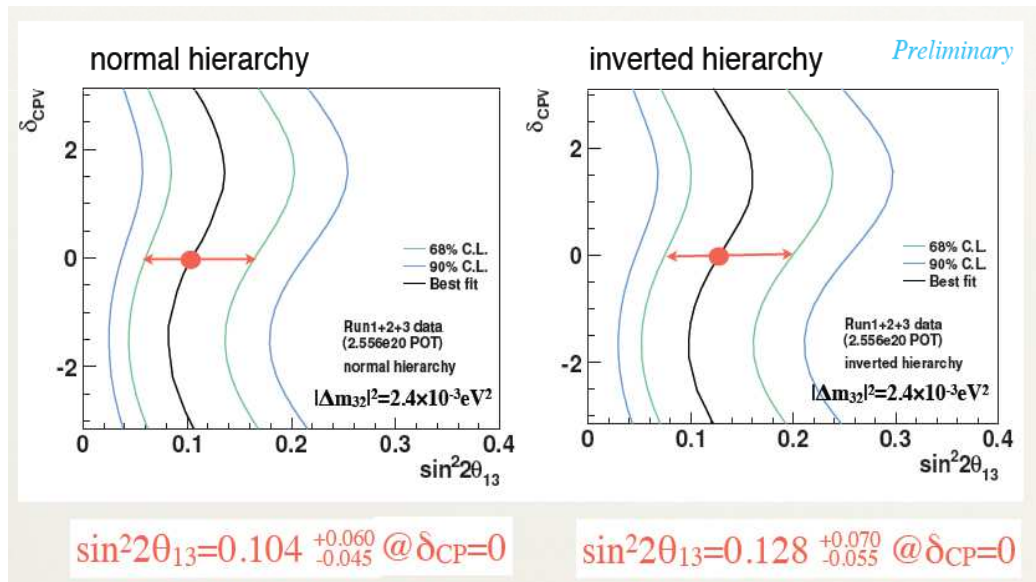 normal hierarchy
inverted hierarchy
Preliminary
δCPV
2
0
-2
68% C.L.
90% C.L.
Best fit
Run1+2+3 data
(2.556e20 POT)
normal hierarchy
|Δm₃₂|²=2.4×10⁻³eV²
0 0.1 0.2 0.3 0.4
sin²2θ₁₃
δCPV
2
0
-2
68% C.L.
90% C.L.
Best fit
Run1+2+3 data
(2.556e20 POT)
inverted hierarchy
|Δm₃₂|²=2.4×10⁻³eV²
0 0.1 0.2 0.3 0.4
sin²2θ₁₃
sin²2θ₁₃=0.104 +0.060 -0.045 @δCP=0
sin²2θ₁₃=0.128 +0.070 -0.055 @δCP=0